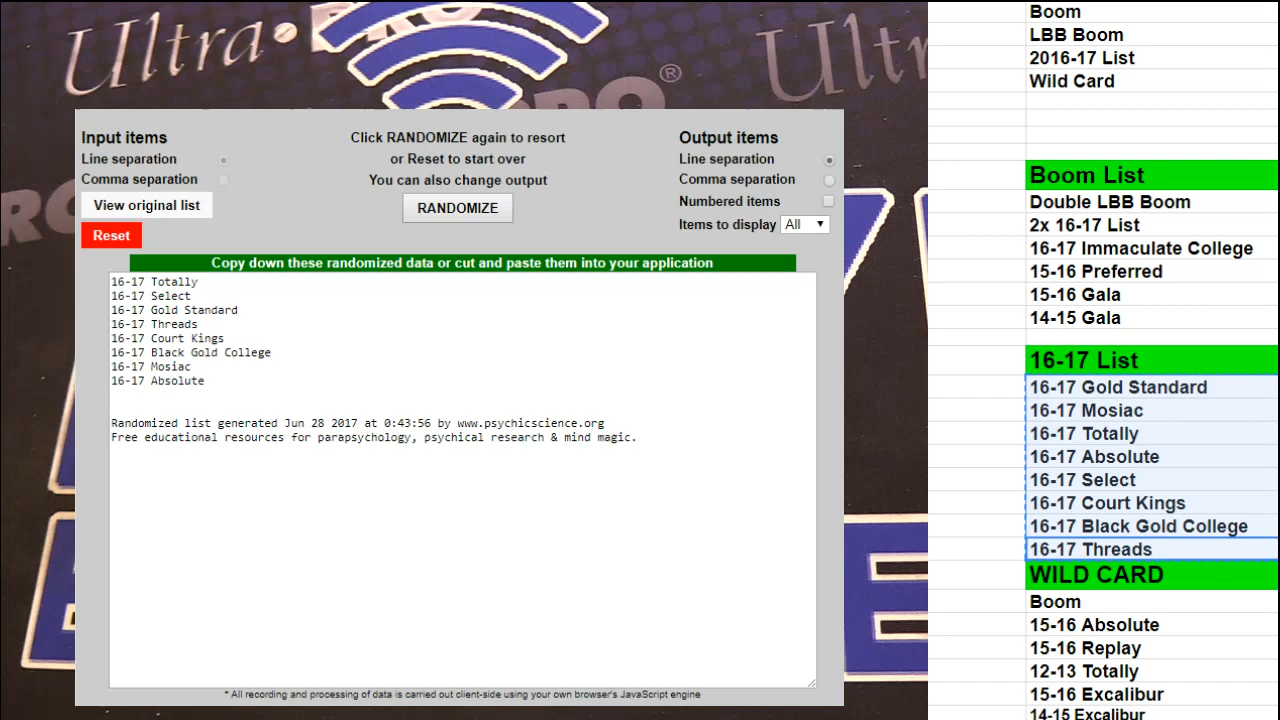 Ultra
PRO
Ultra
PRO
PRO
®
Input items
Line separation
Comma separation
View original list
Reset
Click RANDOMIZE again to resort
or Reset to start over
You can also change output
RANDOMIZE
Output items
Line separation
Comma separation
Numbered items
Items to display All
Copy down these randomized data or cut and paste them into your application
16-17 Totally
16-17 Select
16-17 Gold Standard
16-17 Threads
16-17 Court Kings
16-17 Black Gold College
16-17 Mosiac
16-17 Absolute
Randomized list generated Jun 28 2017 at 0:43:56 by www.psychicscience.org
Free educational resources for parapsychology, psychical research & mind magic.
* All recording and processing of data is carried out client-side using your own browser's JavaScript engine
Boom
LBB Boom
2016-17 List
Wild Card
Boom List
Double LBB Boom
2x 16-17 List
16-17 Immaculate College
15-16 Preferred
15-16 Gala
14-15 Gala
16-17 List
16-17 Gold Standard
16-17 Mosiac
16-17 Totally
16-17 Absolute
16-17 Select
16-17 Court Kings
16-17 Black Gold College
16-17 Threads
WILD CARD
Boom
15-16 Absolute
15-16 Replay
12-13 Totally
15-16 Excalibur
14-15 Excalibur